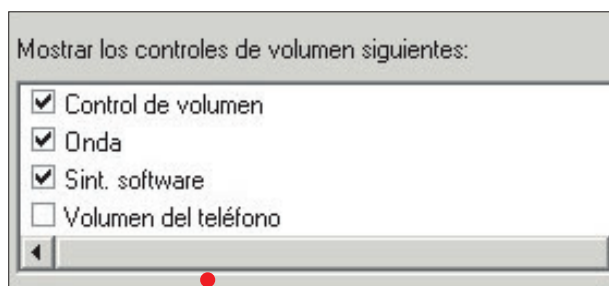 Mostrar los controles de volumen siguientes:
Control de volumen
Onda
Sint. software
Volumen del teléfono